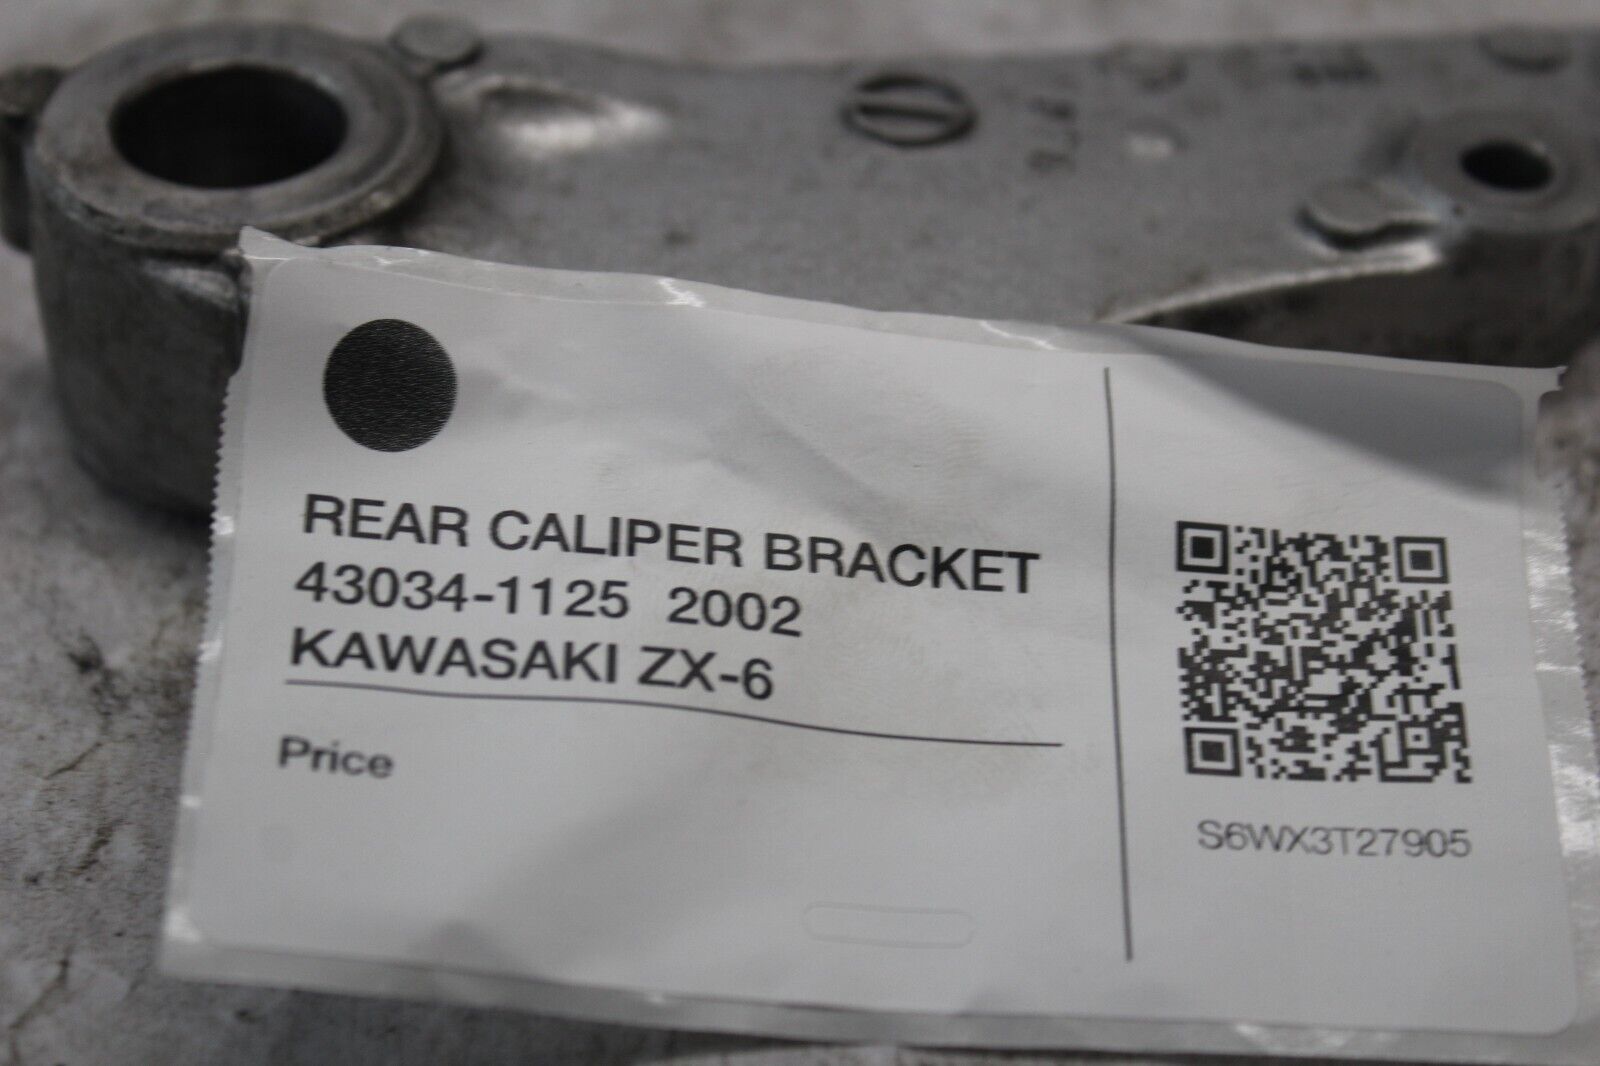 REAR CALIPER BRACKET
43034-1125 2002
KAWASAKI ZX-6
Price
S6WX3T27905